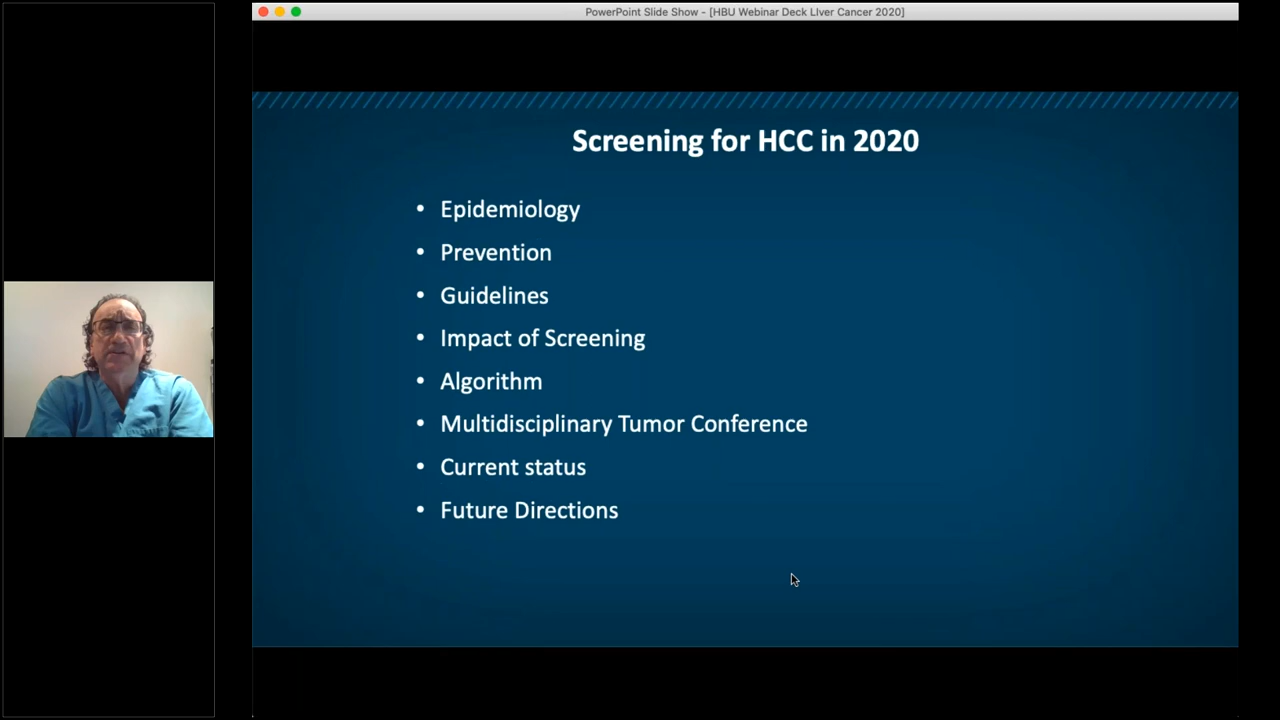 PowerPoint Slide Show - [HBU Webinar Deck LIver Cancer 2020]
Screening for HCC in 2020
• Epidemiology
• Prevention
• Guidelines
• Impact of Screening
• Algorithm
• Multidisciplinary Tumor Conference
• Current status
• Future Directions